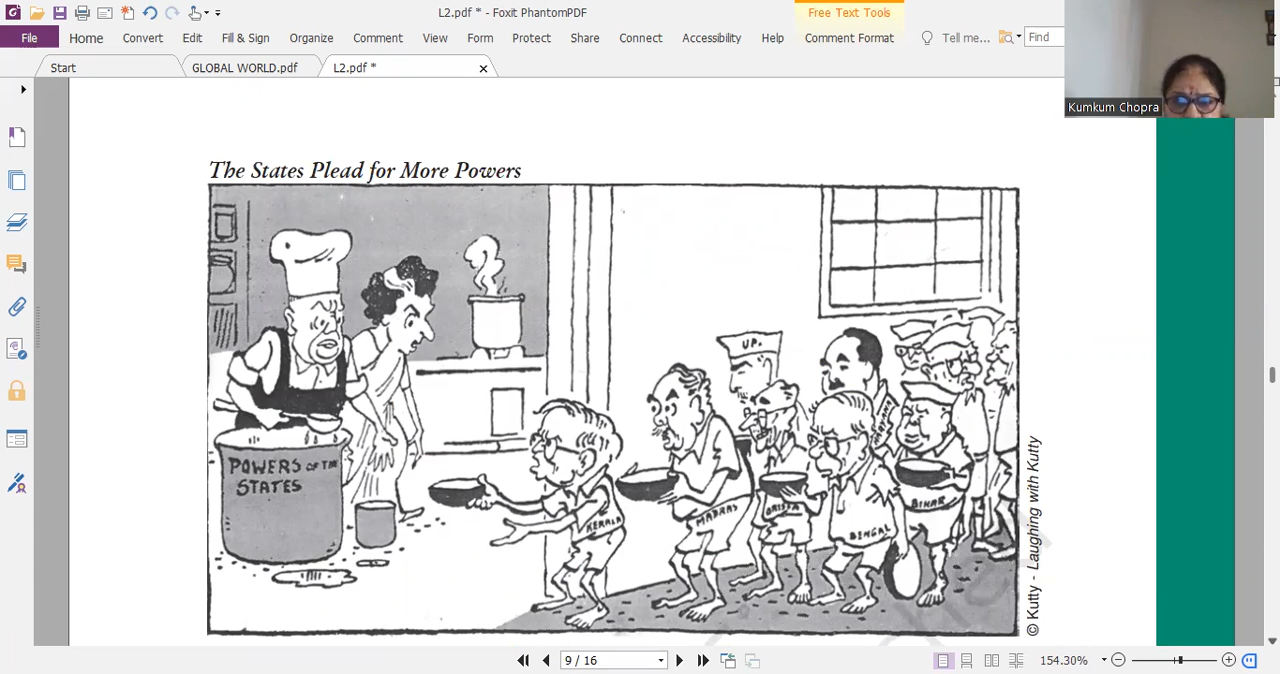 L2.pdf * - Foxit PhantomPDF
Free Text Tools
File Home Convert Edit Fill & Sign Organize Comment View Form Protect Share Connect Accessibility Help Comment Format Tell me... Find
Start GLOBAL WORLD.pdf L2.pdf *
Kumkum Chopra
The States Plead for More Powers
UP.
POWERS OF THE
STATES
KERALA
MADRAS
ORISSA
BENGAL
BIHAR
© Kutty - Laughing with Kutty
9 / 16
154.30%